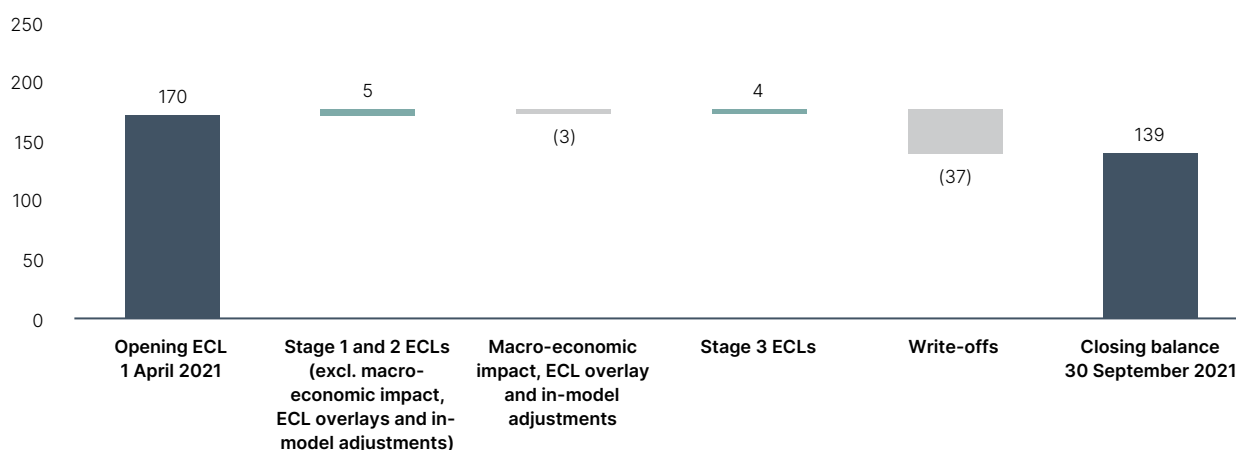 250
200
150
100
50
0
170
5
(3)
4
(37)
139
Opening ECL
1 April 2021
Stage 1 and 2 ECLs
(excl. macro-
economic impact,
ECL overlays and in-
model adjustments)
Macro-economic
impact, ECL overlay
and in-model
adjustments
Stage 3 ECLs
Write-offs
Closing balance
30 September 2021